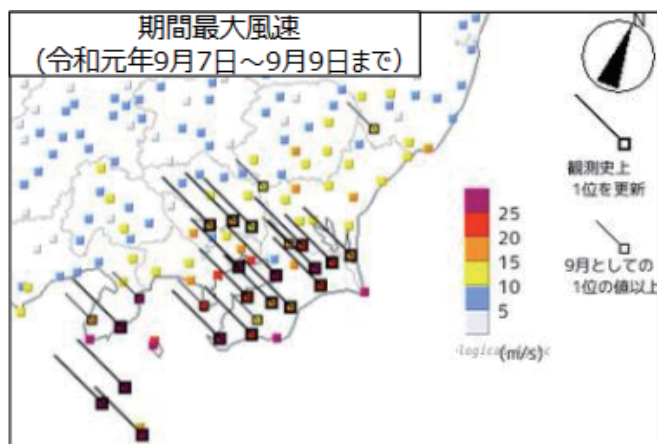 期間最大風速
(令和元年9月7日～9月9日まで)
N
観測史上
1位を更新
9月としての
1位の値以上
25
20
15
10
5
(m/s)